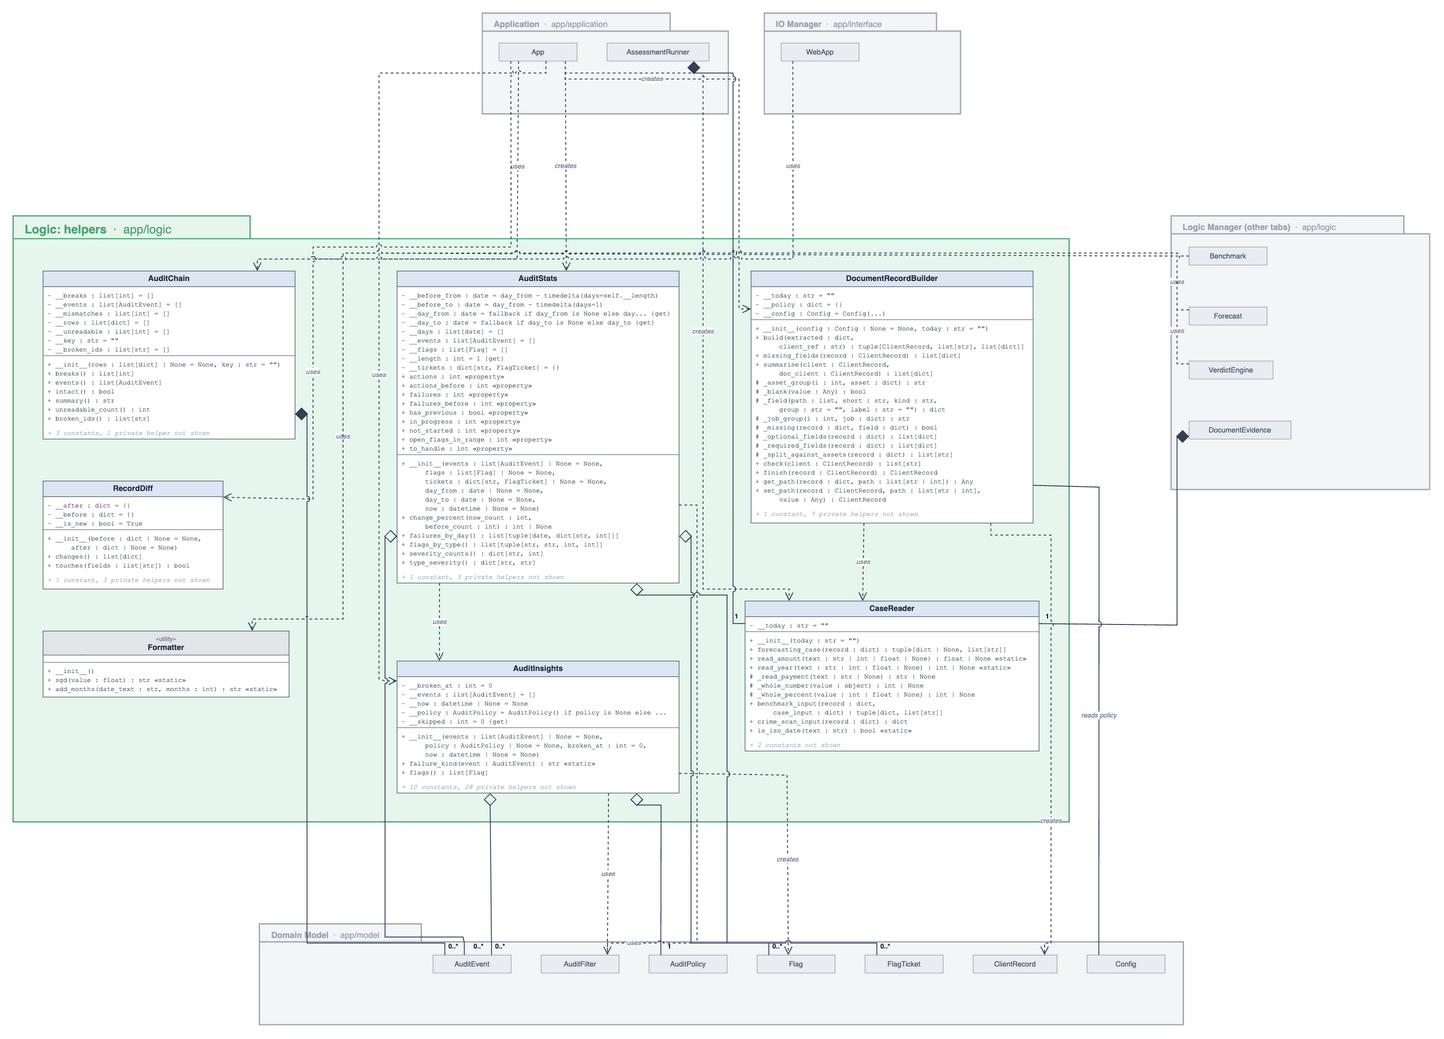 Application · app/application
App
AssessmentRunner
IO Manager · app/interface
WebApp
creates
uses
creates
uses
Logic: helpers · app/logic
Logic Manager (other tabs) · app/logic
Benchmark
uses
Forecast
uses
VerdictEngine
DocumentEvidence
AuditChain
− __breaks : list[int] = []
− __events : list[AuditEvent] = []
− __mismatches : list[int] = []
− __rows : list[dict] = []
− __unreadable : list[int] = []
− __key : str = ""
− __broken_ids : list[str] = []
+ __init__(rows : list[dict] | None = None, key : str = "")
+ breaks() : list[int]
+ events() : list[AuditEvent]
+ intact() : bool
+ summary() : str
+ unreadable_count() : int
+ broken_ids() : list[str]
+ 3 constants, 1 private helper not shown
AuditStats
− __before_from : date = day_from − timedelta(days=self.__length)
− __before_to : date = day_from − timedelta(days=1)
− __day_from : date = fallback if day_from is None else day... (get)
− __day_to : date = fallback if day_to is None else day_to (get)
− __days : list[date] = []
− __events : list[AuditEvent] = []
− __flags : list[Flag] = []
− __length : int = 1 (get)
− __tickets : dict[str, FlagTicket] = {}
+ actions : int «property»
+ actions_before : int «property»
+ failures : int «property»
+ failures_before : int «property»
+ has_previous : bool «property»
+ in_progress : int «property»
+ not_started : int «property»
+ open_flags_in_range : int «property»
+ to_handle : int «property»
+ __init__(events : list[AuditEvent] | None = None,
flags : list[Flag] | None = None,
tickets : dict[str, FlagTicket] | None = None,
day_from : date | None = None,
day_to : date | None = None,
now : datetime | None = None)
+ change_percent(now_count : int,
before_count : int) : int | None
+ failures_by_day() : list[tuple[date, dict[str, int]]]
+ flags_by_type() : list[tuple[str, str, int, int]]
+ severity_counts() : dict[str, int]
+ type_severity() : dict[str, str]
+ 1 constant, 3 private helpers not shown
DocumentRecordBuilder
− __today : str = ""
− __policy : dict = {}
− __config : Config = Config(...)
+ __init__(config : Config | None = None, today : str = "")
+ build(extracted : dict,
client_ref : str) : tuple[ClientRecord, list[str], list[dict]]
+ missing_fields(record : ClientRecord) : list[dict]
+ summarise(client : ClientRecord,
doc_client : ClientRecord) : list[dict]
# _asset_group(i : int, asset : dict) : str
# _blank(value : Any) : bool
# _field(path : list, short : str, kind : str,
group : str = "", label : str = "") : dict
# _job_group(i : int, job : dict) : str
# _missing(record : dict, field : dict) : bool
# _optional_fields(record : dict) : list[dict]
# _required_fields(record : dict) : list[dict]
# _split_against_assets(record : dict) : list[str]
+ check(client : ClientRecord) : list[str]
+ finish(record : ClientRecord) : ClientRecord
+ get_path(record : dict, path : list[str | int]) : Any
+ set_path(record : ClientRecord, path : list[str | int],
value : Any) : ClientRecord
+ 1 constant, 7 private helpers not shown
creates
uses
uses
uses
RecordDiff
− __after : dict = {}
− __before : dict = {}
− __is_new : bool = True
+ __init__(before : dict | None = None,
after : dict | None = None)
+ changes() : list[dict]
+ touches(fields : list[str]) : bool
+ 1 constant, 3 private helpers not shown
uses
uses
«utility»
Formatter
+ __init__()
+ sgd(value : float) : str «static»
+ add_months(date_text : str, months : int) : str «static»
AuditInsights
− __broken_at : int = 0
− __events : list[AuditEvent] = []
− __now : datetime | None = None
− __policy : AuditPolicy = AuditPolicy() if policy is None else ...
− __skipped : int = 0 (get)
+ __init__(events : list[AuditEvent] | None = None,
policy : AuditPolicy | None = None, broken_at : int = 0,
now : datetime | None = None)
+ failure_kind(event : AuditEvent) : str «static»
+ flags() : list[Flag]
+ 10 constants, 28 private helpers not shown
1
1
CaseReader
− __today : str = ""
+ __init__(today : str = "")
+ forecasting_case(record : dict) : tuple[dict | None, list[str]]
+ read_amount(text : str | int | float | None) : float | None «static»
+ read_year(text : str | int | float | None) : int | None «static»
# _read_payment(text : str | None) : str | None
# _whole_number(value : object) : int | None
# _whole_percent(value : int | float | None) : int | None
+ benchmark_input(record : dict,
case_input : dict) : tuple[dict, list[str]]
+ crime_scan_input(record : dict) : dict
+ is_iso_date(text : str) : bool «static»
+ 2 constants not shown
reads policy
creates
creates
uses
Domain Model · app/model
uses
0..*
0..*
0..*
1
0..*
0..*
AuditEvent
AuditFilter
AuditPolicy
Flag
FlagTicket
ClientRecord
Config